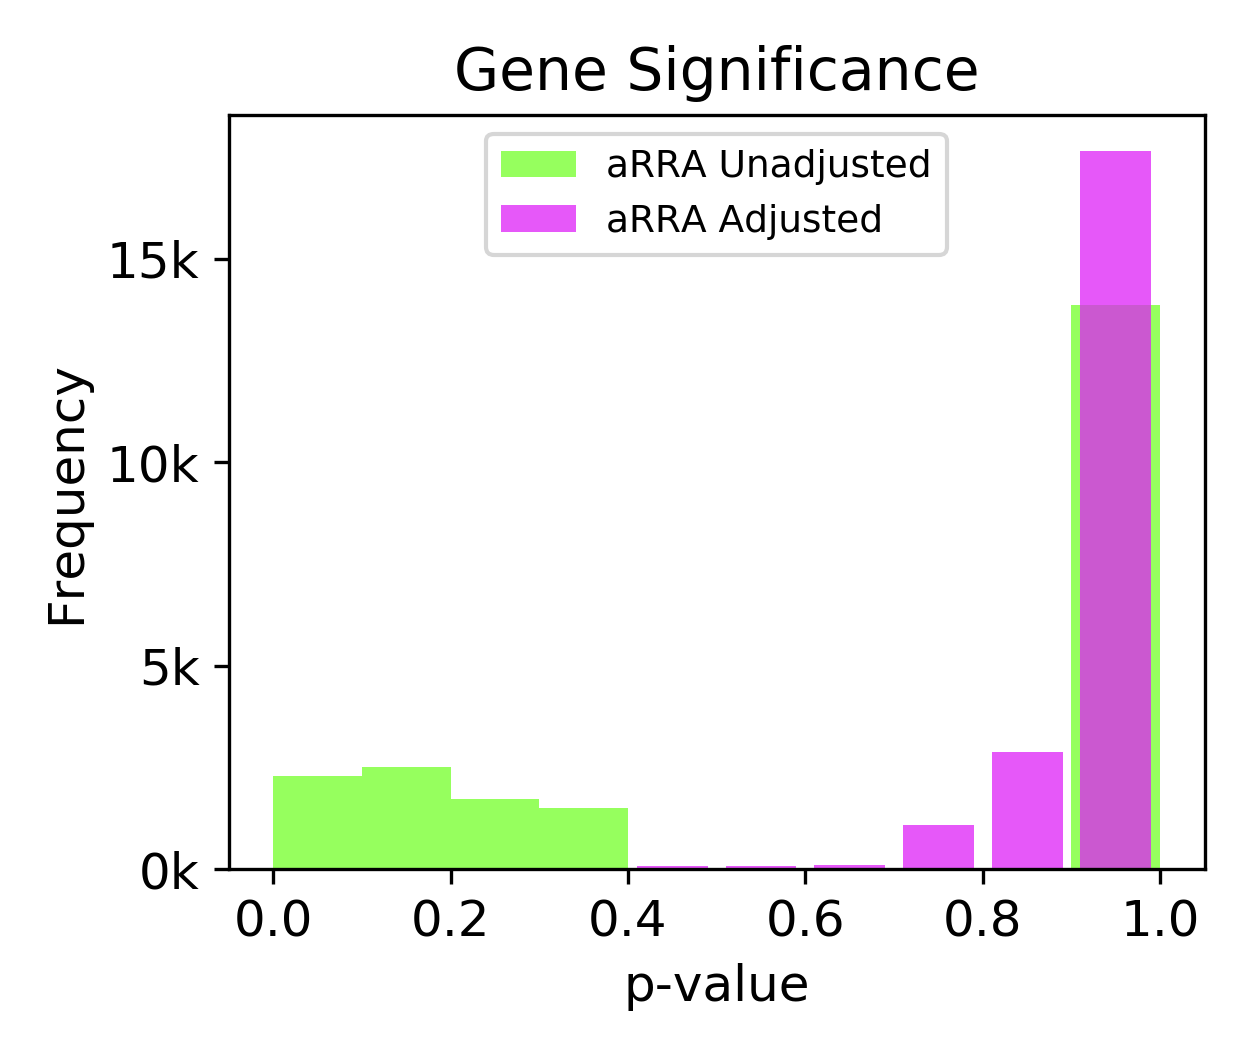 Gene Significance
aRRA Unadjusted
aRRA Adjusted
15k
10k
5k
0k
Frequency
0.0 0.2 0.4 0.6 0.8 1.0
p-value